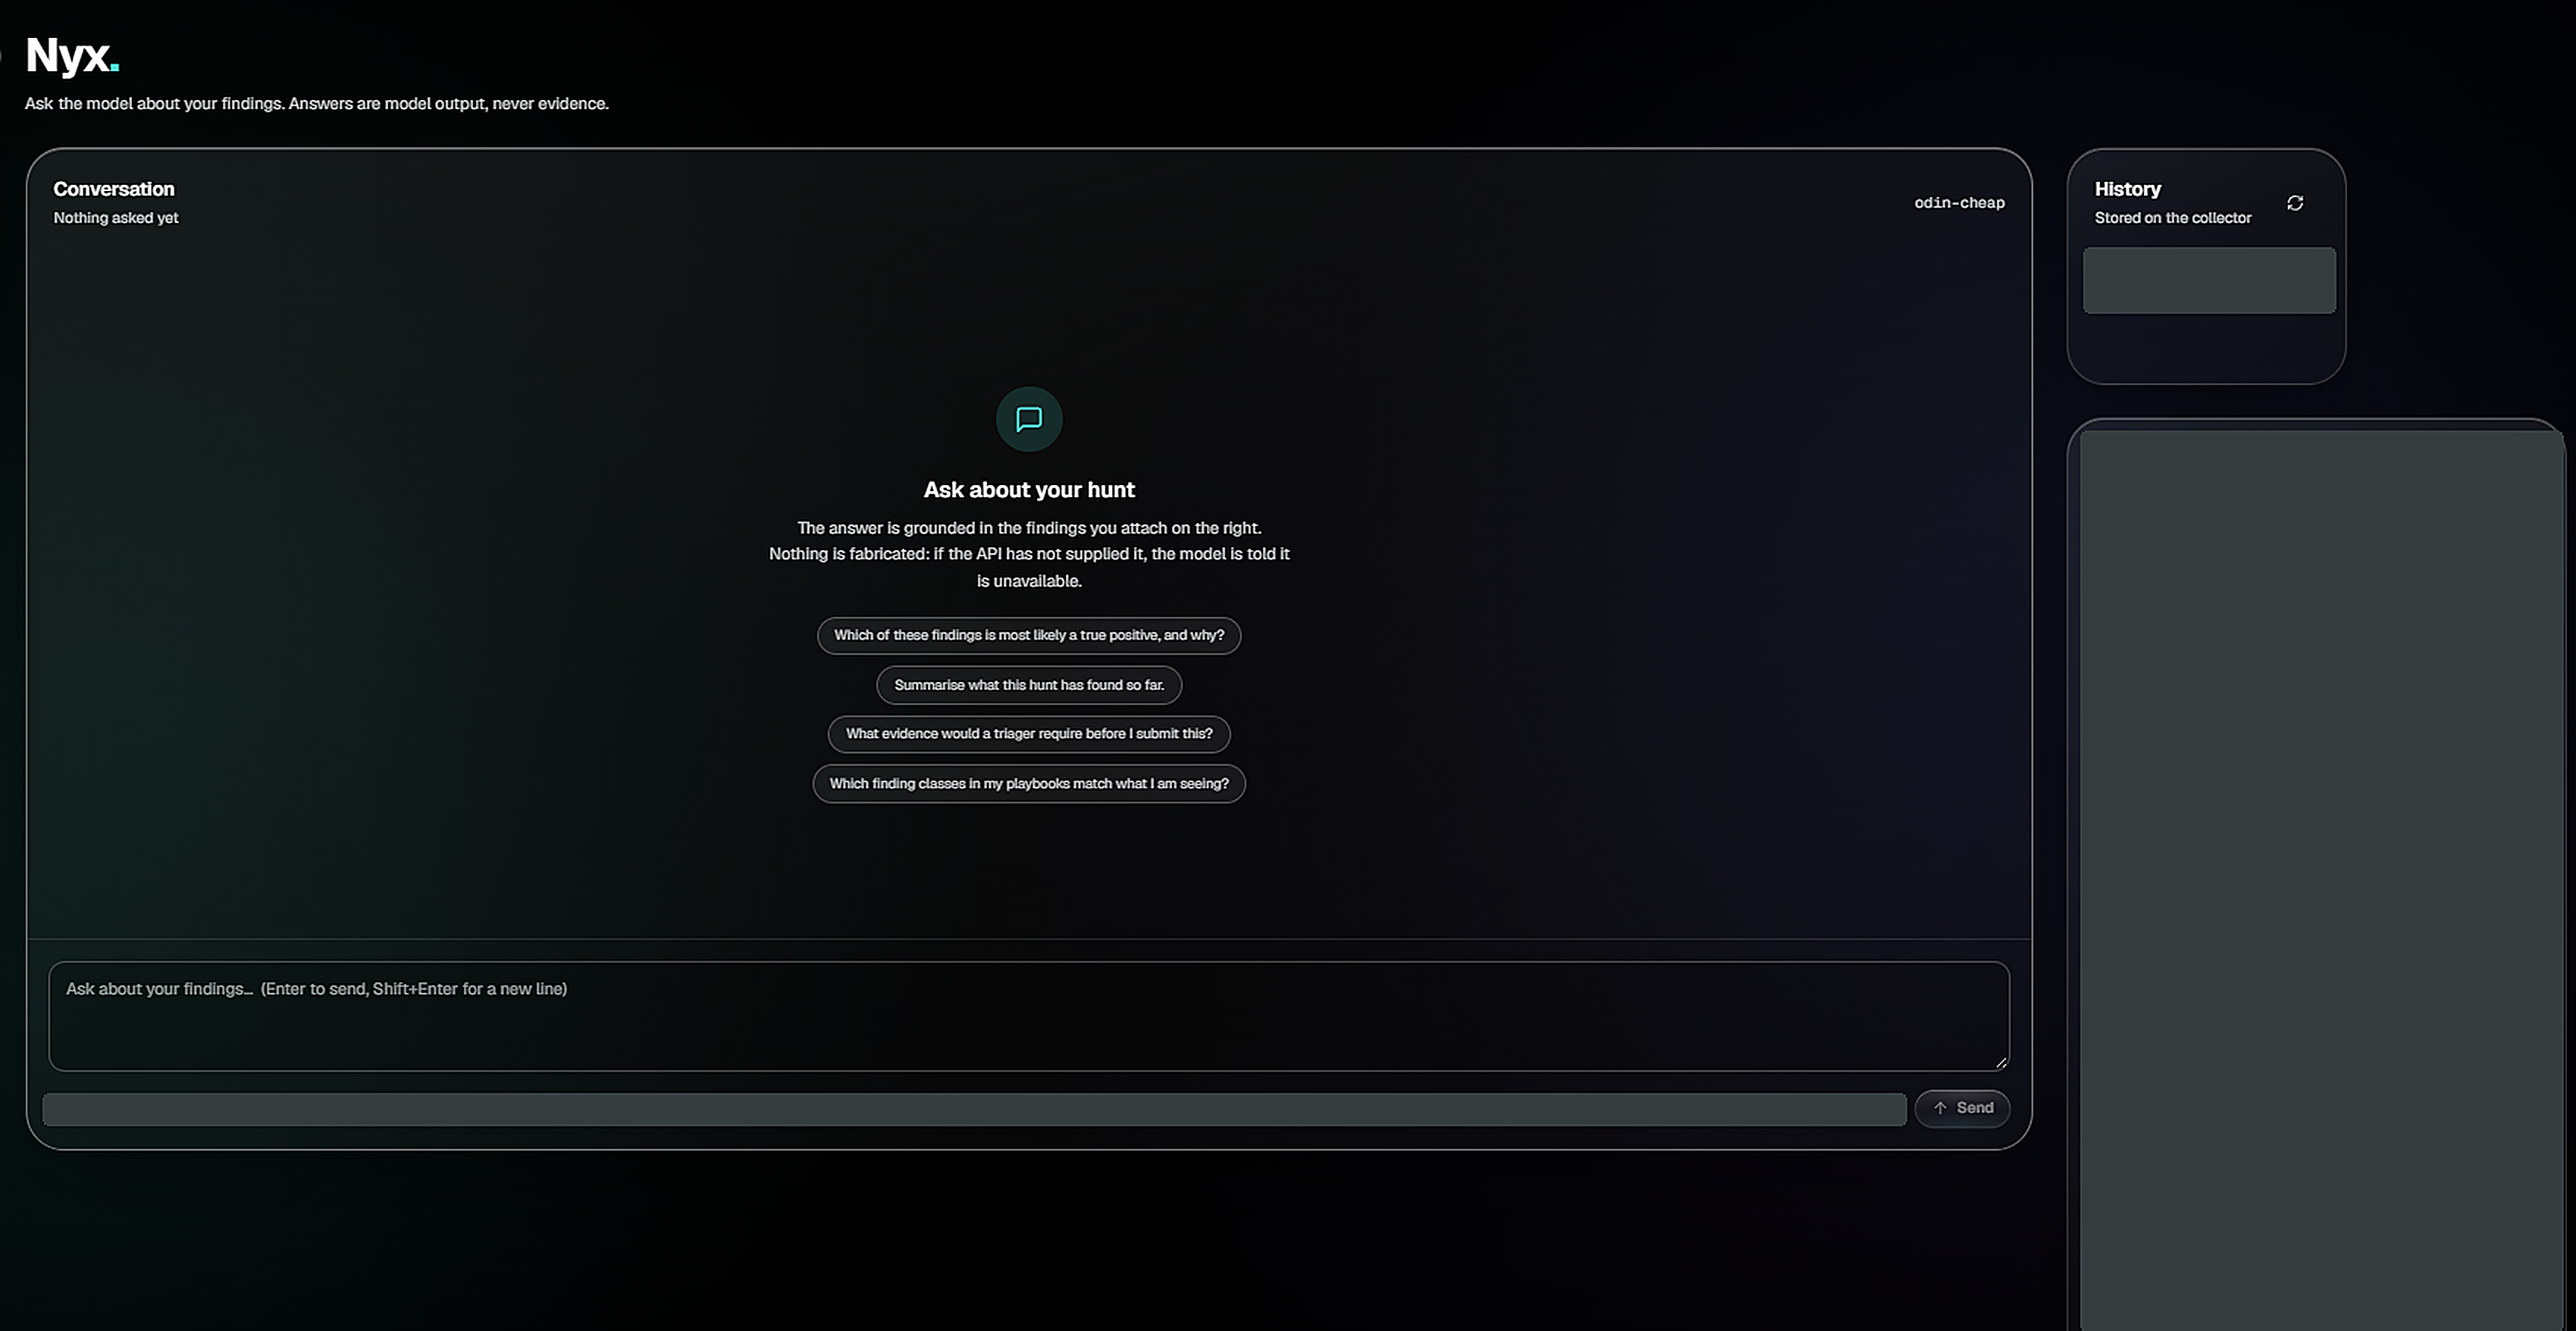 Nyx.
Ask the model about your findings. Answers are model output, never evidence.
Conversation
Nothing asked yet
odin-cheap
Ask about your hunt
The answer is grounded in the findings you attach on the right.
Nothing is fabricated: if the API has not supplied it, the model is told it
is unavailable.
Which of these findings is most likely a true positive, and why?
Summarise what this hunt has found so far.
What evidence would a triager require before I submit this?
Which finding classes in my playbooks match what I am seeing?
Ask about your findings… (Enter to send, Shift+Enter for a new line)
Send
History
Stored on the collector